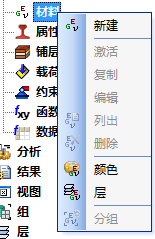 材料
属性
铺层
载荷
约束
函数
数据
分析
结果
视图
组
层
新建
激活
复制
编辑
列出
删除
颜色
层
分组